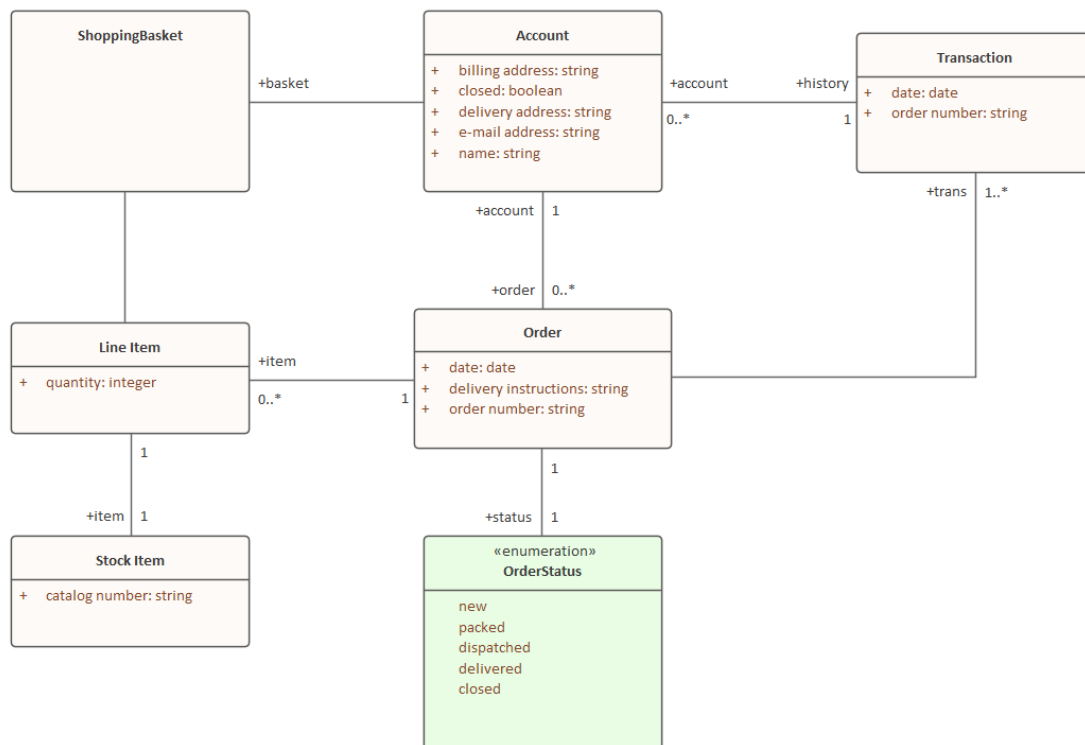 ShoppingBasket
+basket
Account
+ billing address: string
+ closed: boolean
+ delivery address: string
+ e-mail address: string
+ name: string
+account
0..*
+history
1
Transaction
+ date: date
+ order number: string
+trans
1..*
+account
1
+order
0..*
Line Item
+ quantity: integer
+item
0..*
1
Order
+ date: date
+ delivery instructions: string
+ order number: string
1
+item
1
Stock Item
+ catalog number: string
1
+status
1
«enumeration»
OrderStatus
new
packed
dispatched
delivered
closed